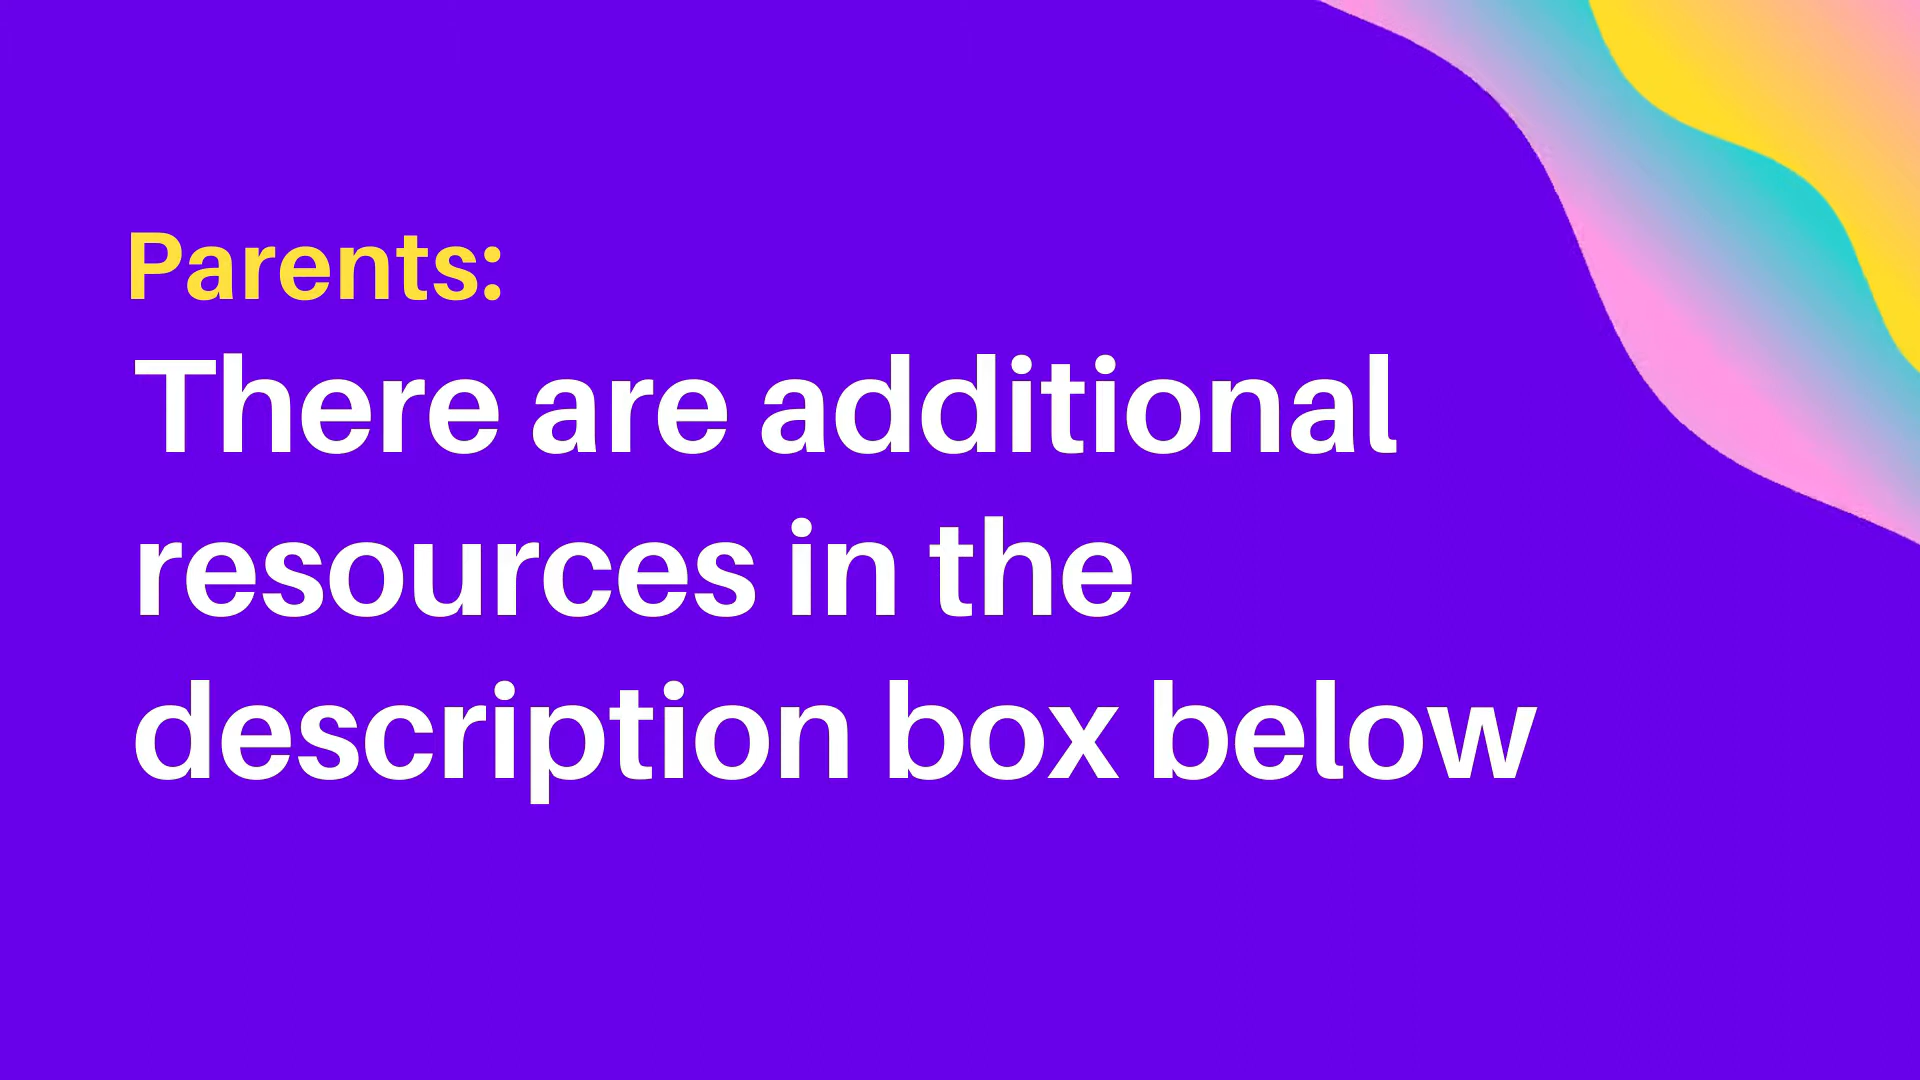 Parents:
There are additional
resources in the
description box below